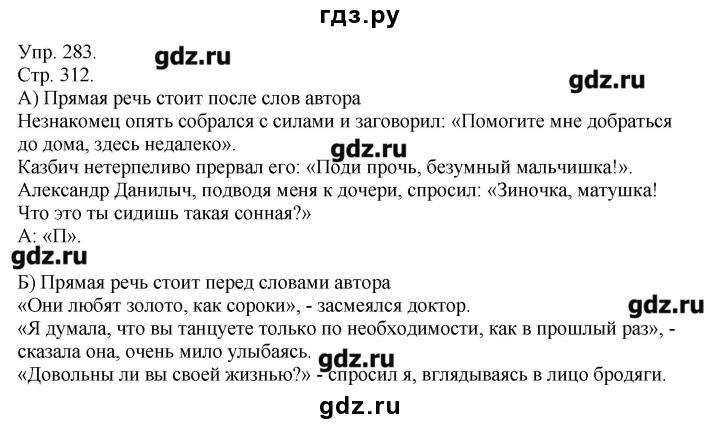 гдз.ру
Упр. 283.
gdz.ru
Стр. 312.
gdz.ru
А) Прямая речь стоит после слов автора
Незнакомец опять собрался с силами и заговорил: «Помогите мне добраться
до дома, здесь недалеко».
gdz.ru
Казбич нетерпеливо прервал его: «Поди прочь, безумный мальчишка!».
Александр Данилыч, подводя меня к дочери, спросил: «Зиночка, матушка!
Что это ты сидишь такая сонная?»
А: «П».
gdz.ru
Б) Прямая речь стоит перед словами автора
«Они любят золото, как сороки», - засмеялся доктор.
gdz.ru
«Я думала, что вы танцуете только по необходимости, как в прошлый раз», -
сказала она, очень мило улыбаясь.
gdz.ru
«Довольны ли вы своей жизнью?» - спросил я, вглядываясь в лицо бродяги.
gdz.ru